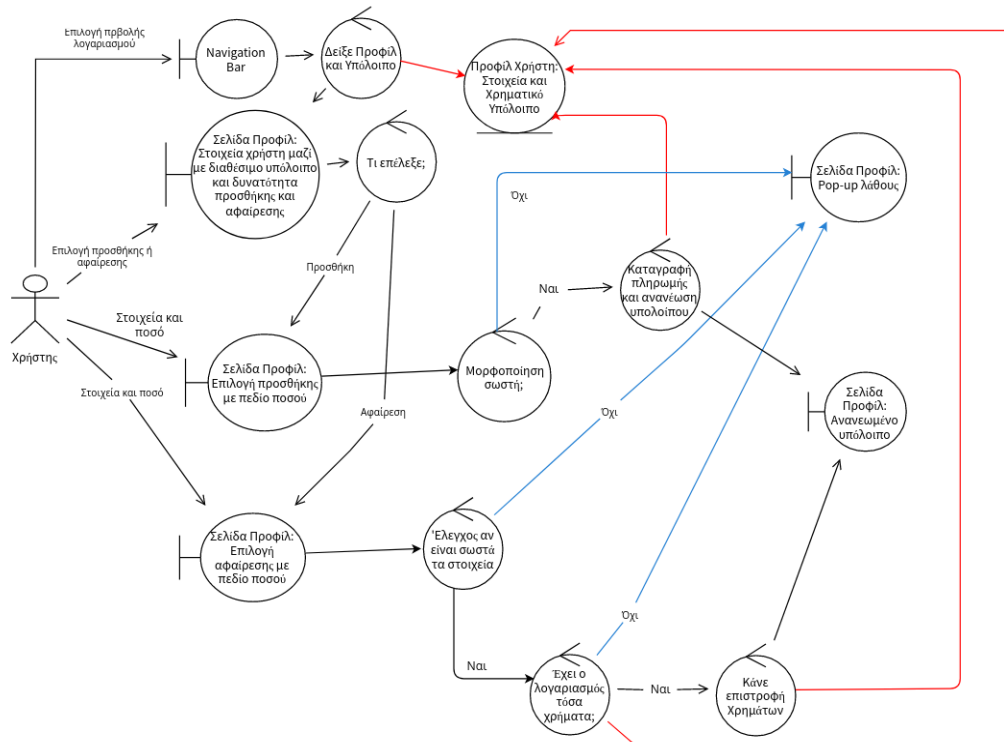 Επιλογή πρβολής
λογαριασμού
Navigation
Bar
Δείξε Προφίλ
και Υπόλοιπο
Προφίλ Χρήστη:
Στοιχεία και
Χρηματικό
Υπόλοιπο
Σελίδα Προφίλ:
Στοιχεία χρήστη μαζί
με διαθέσιμο υπόλοιπο
και δυνατότητα
προσθήκης και
αφαίρεσης
Τι επέλεξε;
Σελίδα Προφίλ:
Pop-up λάθους
Όχι
Επιλογή προσθήκης ή
αφαίρεσης
Προσθήκη
Καταγραφή
πληρωμής
και ανανέωση
υπολοίπου
Ναι
Χρήστης
Στοιχεία και
ποσό
Σελίδα Προφίλ:
Επιλογή προσθήκης
με πεδίο ποσού
Μορφοποίηση
σωστή;
Στοιχεία και ποσό
Αφαίρεση
Όχι
Σελίδα
Προφίλ:
Ανανεωμένο
υπόλοιπο
Σελίδα Προφίλ:
Επιλογή
αφαίρεσης με
πεδίο ποσού
'Έλεγχος αν
είναι σωστά
τα στοιχεία
Όχι
Ναι
Έχει ο
λογαριασμός
τόσα
χρήματα;
Ναι
Κάνε
επιστροφή
Χρημάτων